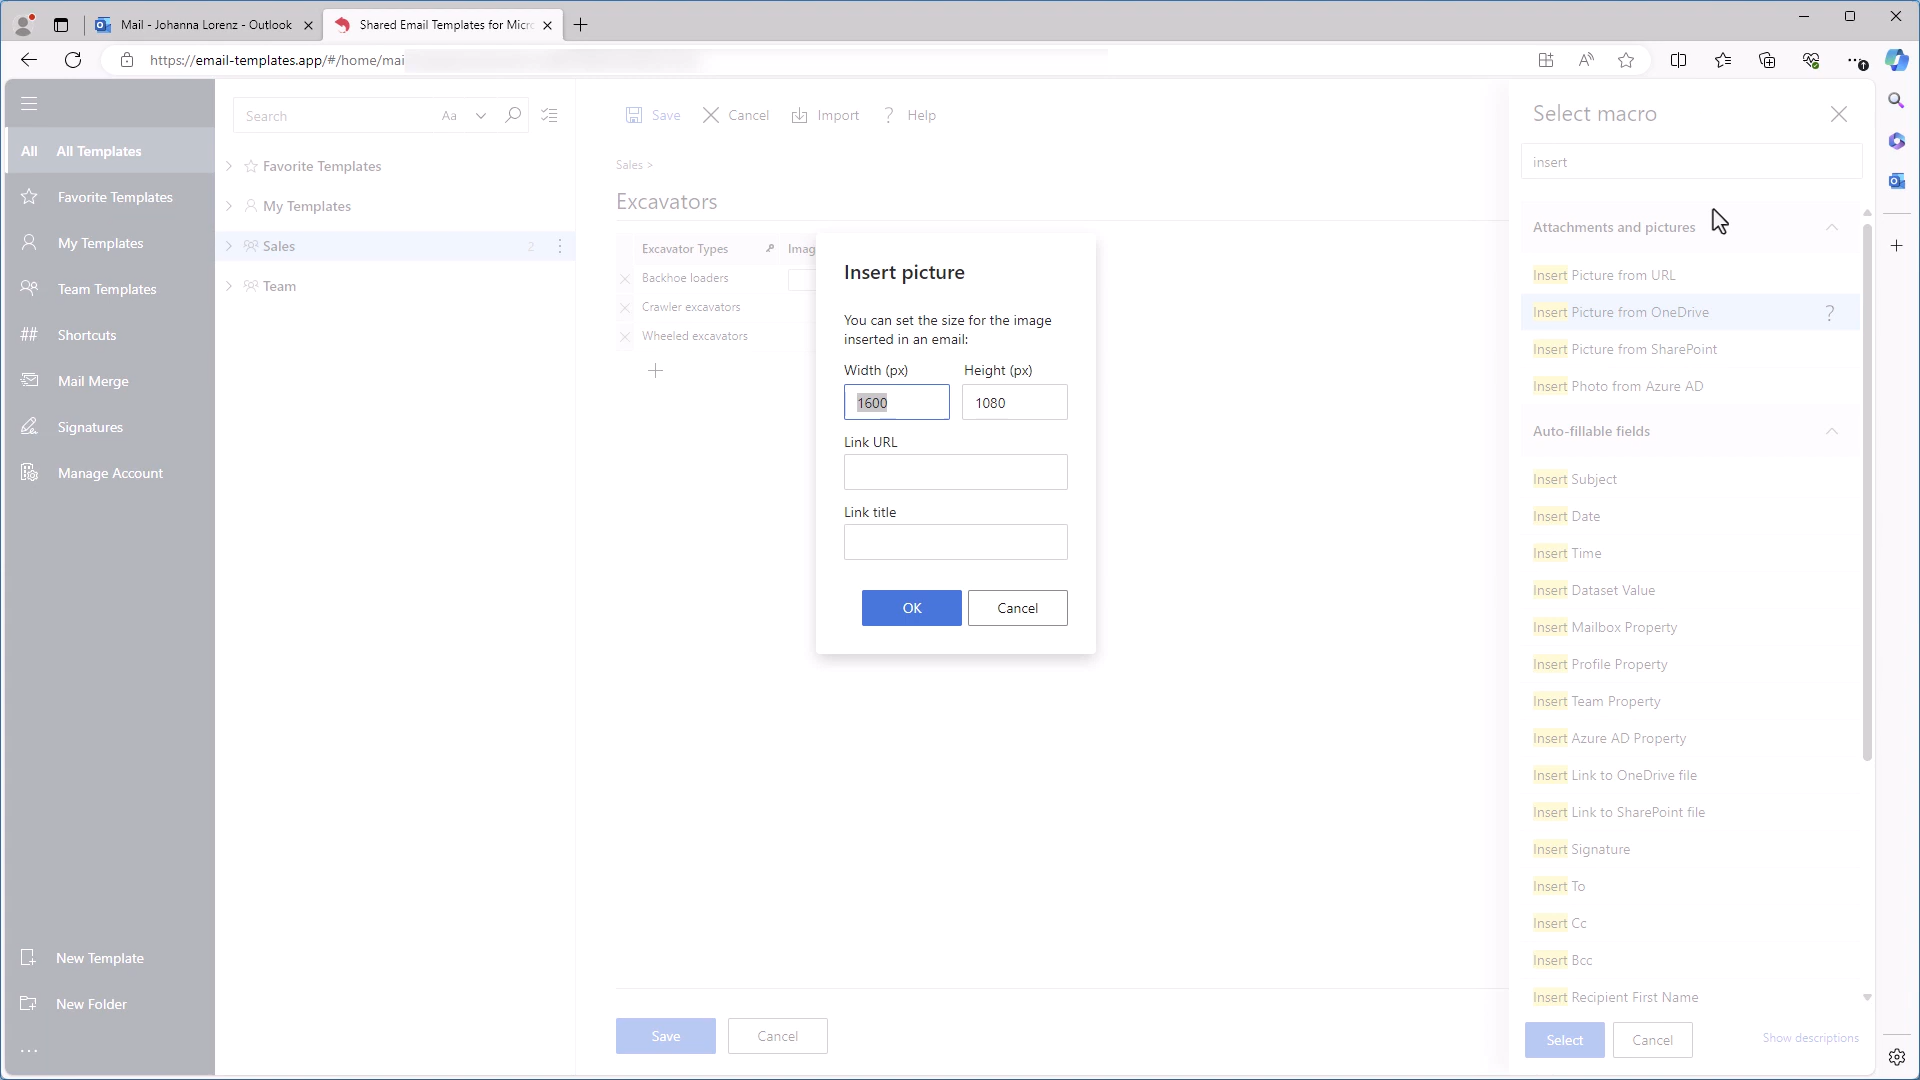 Mail - Johanna Lorenz - Outlook
Shared Email Templates for Micro
https://email-templates.app/#/home/mai
Search
Aa
Save
Cancel
Import
? Help
Select macro
insert
All All Templates
Favorite Templates
My Templates
Team Templates
## Shortcuts
Mail Merge
Signatures
Manage Account
New Template
New Folder
...
Favorite Templates
My Templates
Sales 2
Team
Sales >
Excavators
Excavator Types Imag
Backhoe loaders
Crawler excavators
Wheeled excavators
Insert picture
You can set the size for the image
inserted in an email:
Width (px) Height (px)
1600 1080
Link URL
Link title
OK Cancel
Save Cancel
Attachments and pictures
Insert Picture from URL
Insert Picture from OneDrive ?
Insert Picture from SharePoint
Insert Photo from Azure AD
Auto-fillable fields
Insert Subject
Insert Date
Insert Time
Insert Dataset Value
Insert Mailbox Property
Insert Profile Property
Insert Team Property
Insert Azure AD Property
Insert Link to OneDrive file
Insert Link to SharePoint file
Insert Signature
Insert To
Insert Cc
Insert Bcc
Insert Recipient First Name
Select Cancel Show descriptions